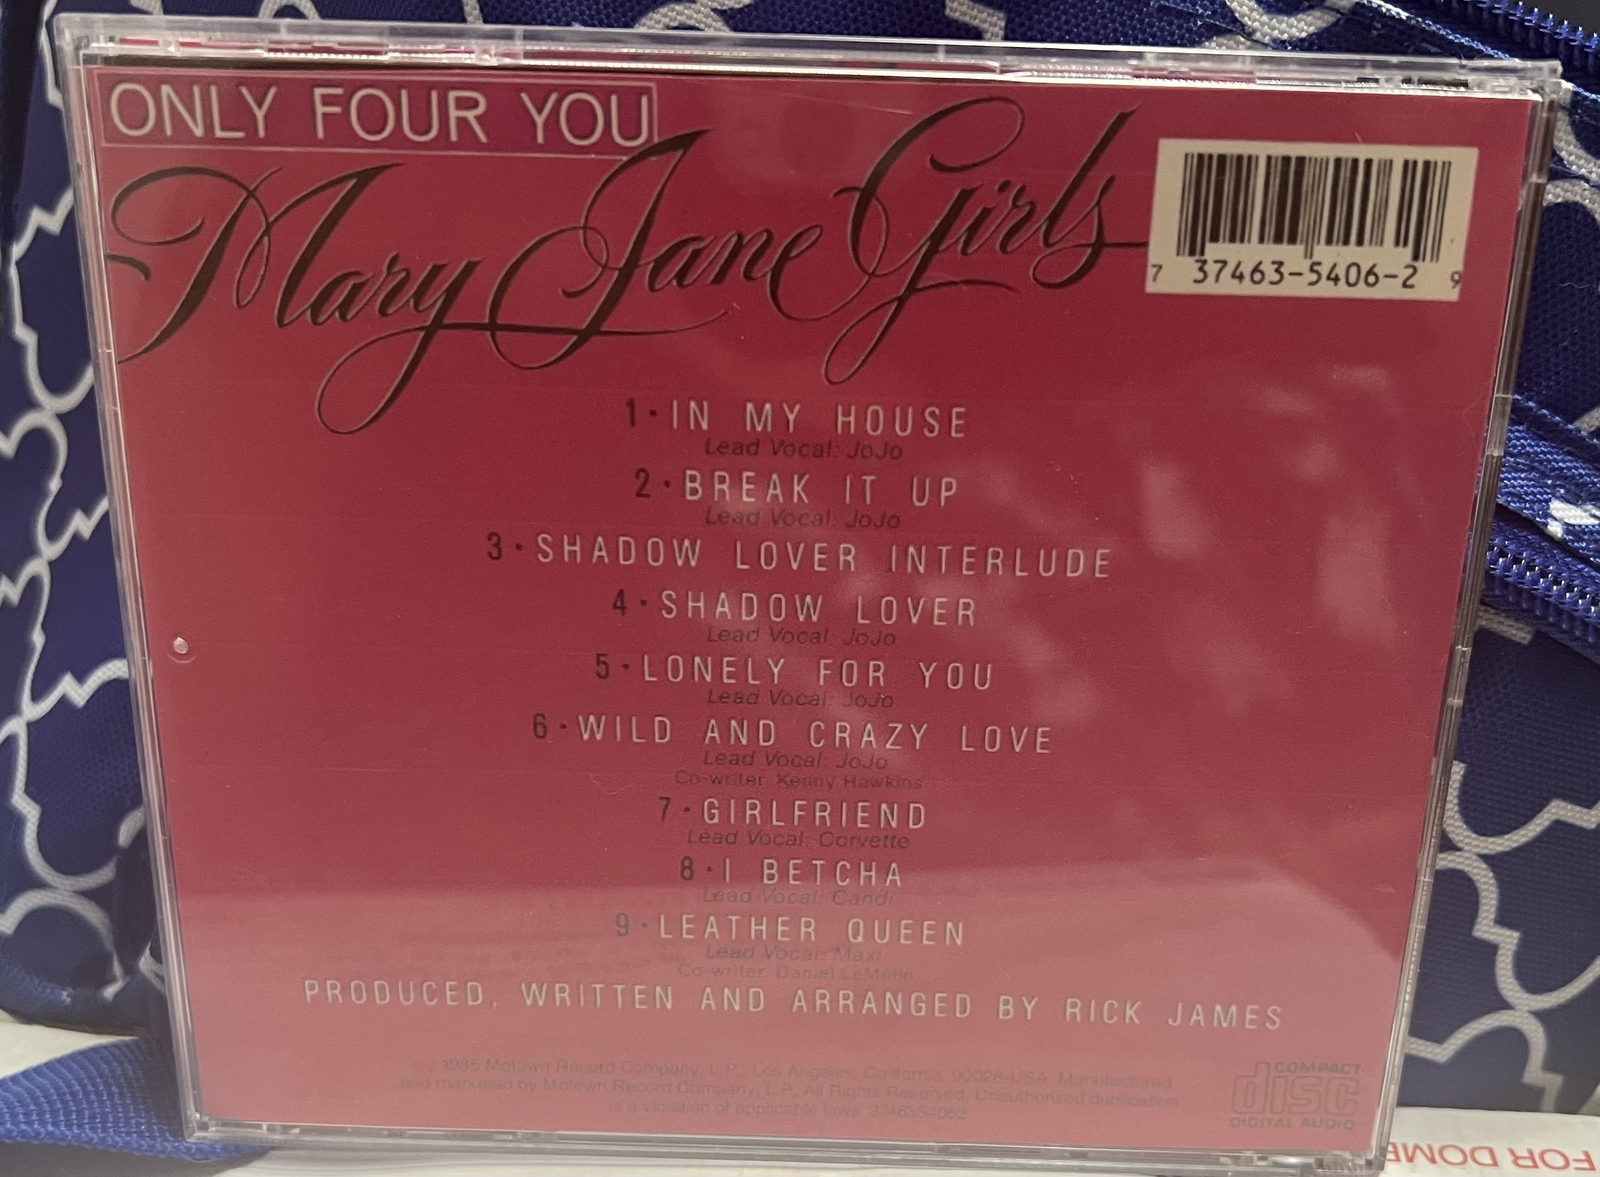 ONLY FOUR YOU
Mary Jane Girls
7 37463-5406-2 9
1·IN MY HOUSE
Lead Vocal: JoJo
2·BREAK IT UP
Lead Vocal: JoJo
3·SHADOW LOVER INTERLUDE
4·SHADOW LOVER
Lead Vocal: JoJo
5·LONELY FOR YOU
Lead Vocal: JoJo
6·WILD AND CRAZY LOVE
Lead Vocal: JoJo
Co-writer: Kenny Hawkins
7·GIRLFRIEND
Lead Vocal: Corvette
8·I BETCHA
Lead Vocal: Candi
9·LEATHER QUEEN
Lead Vocal: Maxi
Co-writer: Daniel LeMelle
PRODUCED, WRITTEN AND ARRANGED BY RICK JAMES
1985 Motown Record Company, L.P., Los Angeles, California, 90028-USA. Manufactured
and marketed by Motown Record Company, L.P., All Rights Reserved. Unauthorized duplication
is a violation of applicable laws. 3746354062
COMPACT
disc
DIGITAL AUDIO
FOR DOME